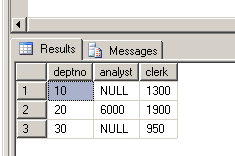 Results Messages
deptno analyst clerk
1 10 NULL 1300
2 20 6000 1900
3 30 NULL 950